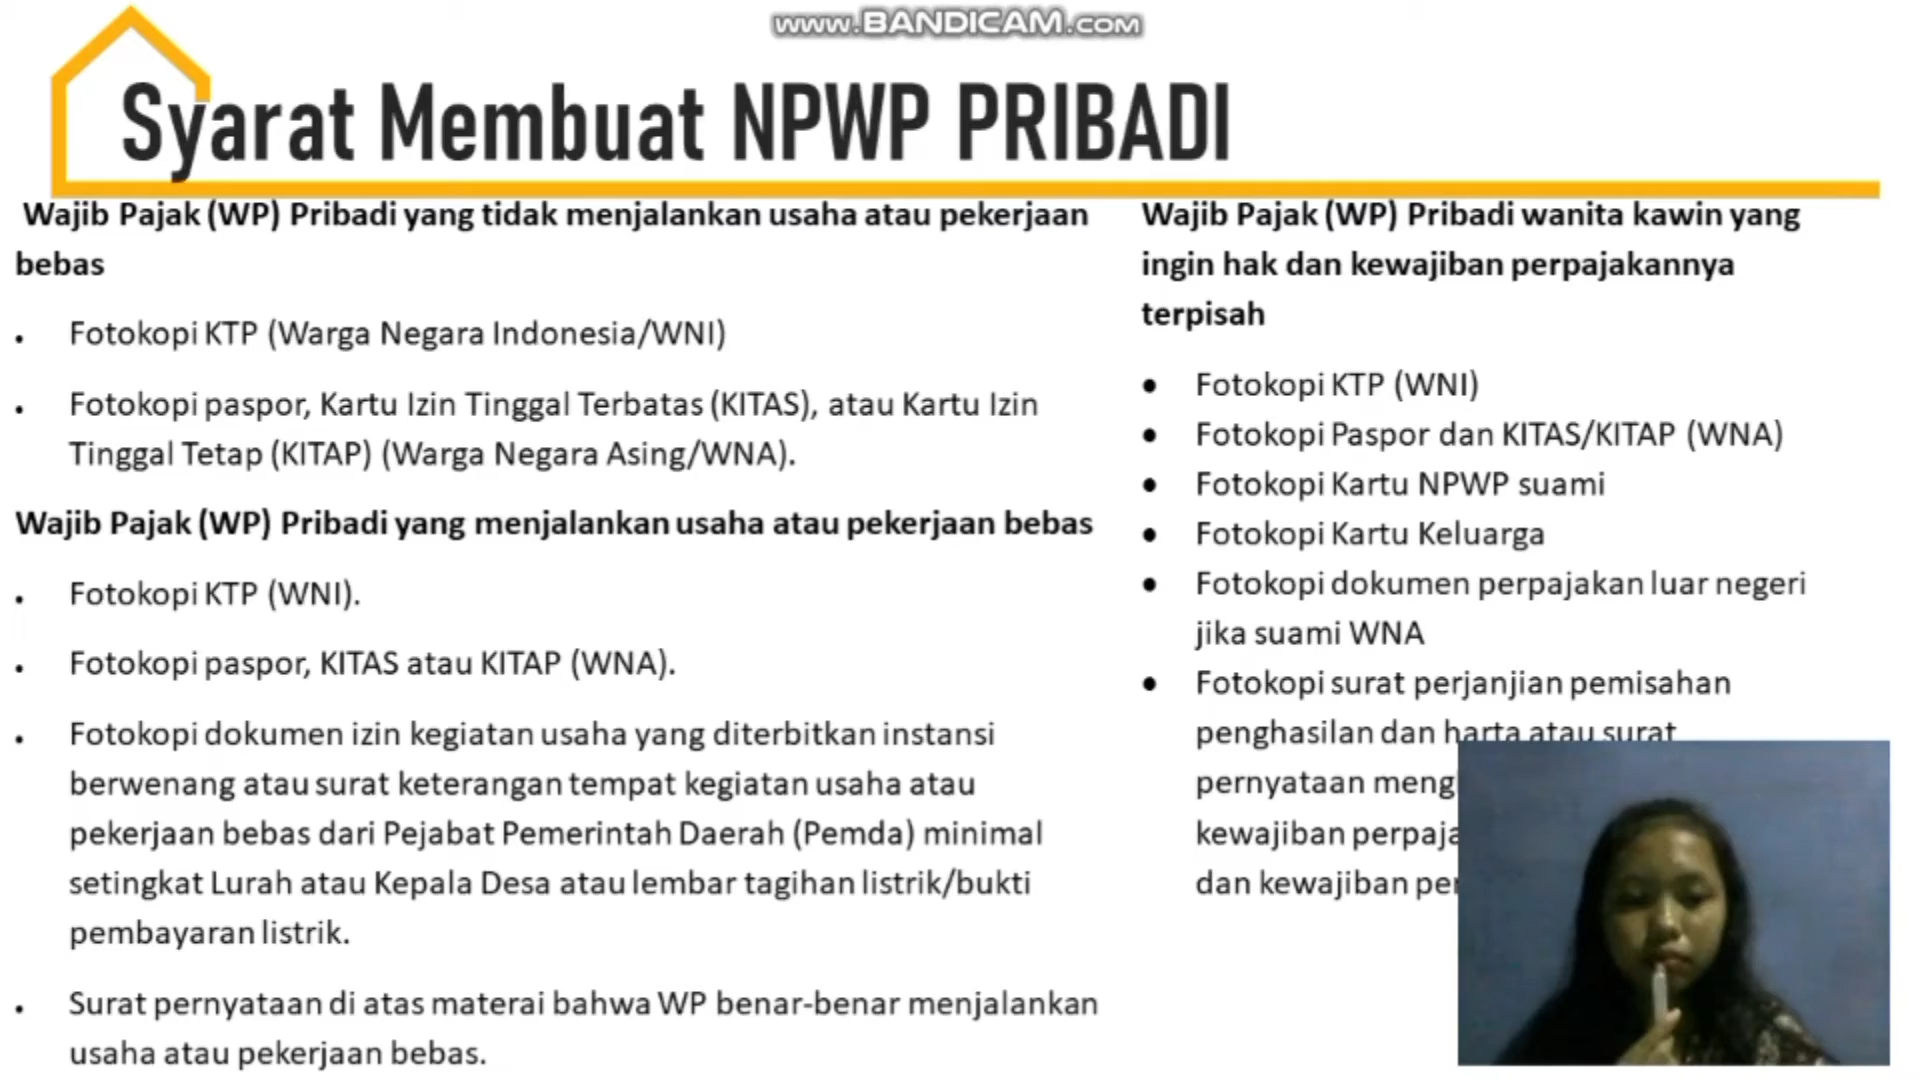 www.BANDICAM.com
Syarat Membuat NPWP PRIBADI
Wajib Pajak (WP) Pribadi yang tidak menjalankan usaha atau pekerjaan
bebas
• Fotokopi KTP (Warga Negara Indonesia/WNI)
• Fotokopi paspor, Kartu Izin Tinggal Terbatas (KITAS), atau Kartu Izin
Tinggal Tetap (KITAP) (Warga Negara Asing/WNA).
Wajib Pajak (WP) Pribadi yang menjalankan usaha atau pekerjaan bebas
• Fotokopi KTP (WNI).
• Fotokopi paspor, KITAS atau KITAP (WNA).
• Fotokopi dokumen izin kegiatan usaha yang diterbitkan instansi
berwenang atau surat keterangan tempat kegiatan usaha atau
pekerjaan bebas dari Pejabat Pemerintah Daerah (Pemda) minimal
setingkat Lurah atau Kepala Desa atau lembar tagihan listrik/bukti
pembayaran listrik.
• Surat pernyataan di atas materai bahwa WP benar-benar menjalankan
usaha atau pekerjaan bebas.
Wajib Pajak (WP) Pribadi wanita kawin yang
ingin hak dan kewajiban perpajakannya
terpisah
• Fotokopi KTP (WNI)
• Fotokopi Paspor dan KITAS/KITAP (WNA)
• Fotokopi Kartu NPWP suami
• Fotokopi Kartu Keluarga
• Fotokopi dokumen perpajakan luar negeri
jika suami WNA
• Fotokopi surat perjanjian pemisahan
penghasilan dan harta atau surat
pernyataan
kewajiban
dan kewajiban